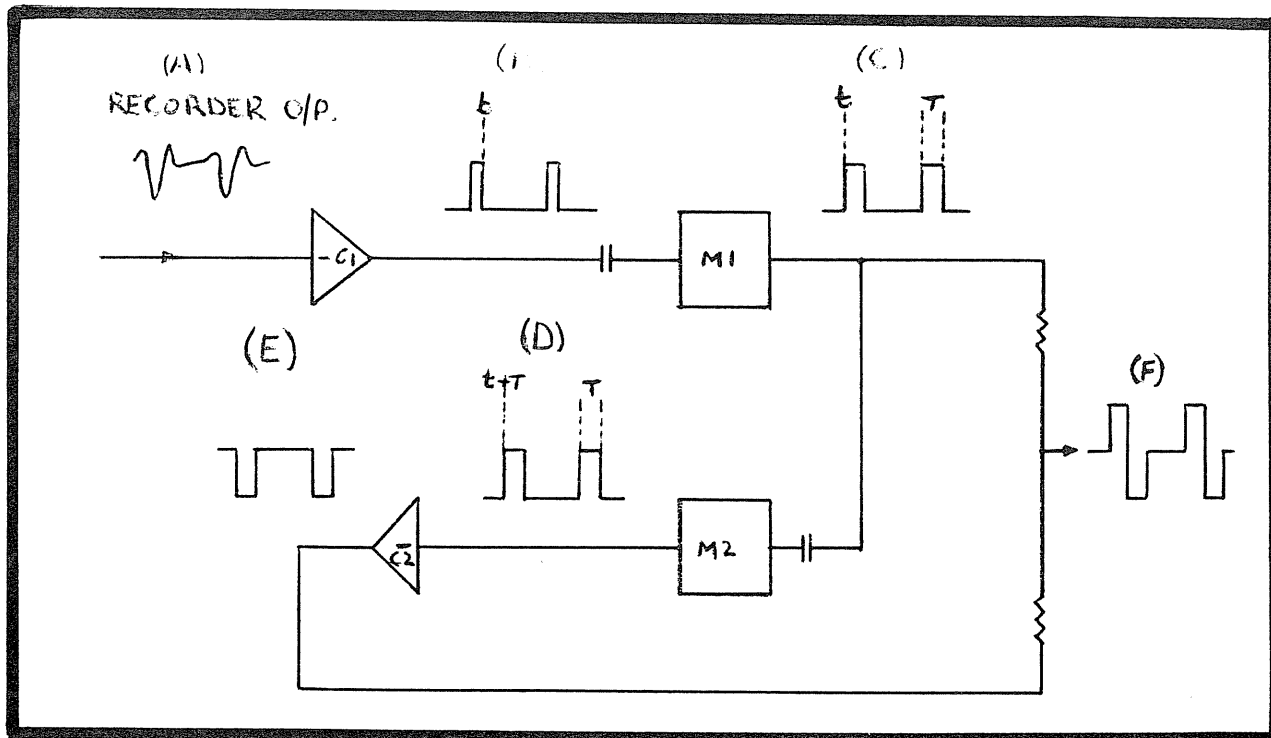 (A)
RECORDER O/P.
(C)
t
t
T
-C1
M1
(E)
(D)
t+T
T
(F)
C2
M2